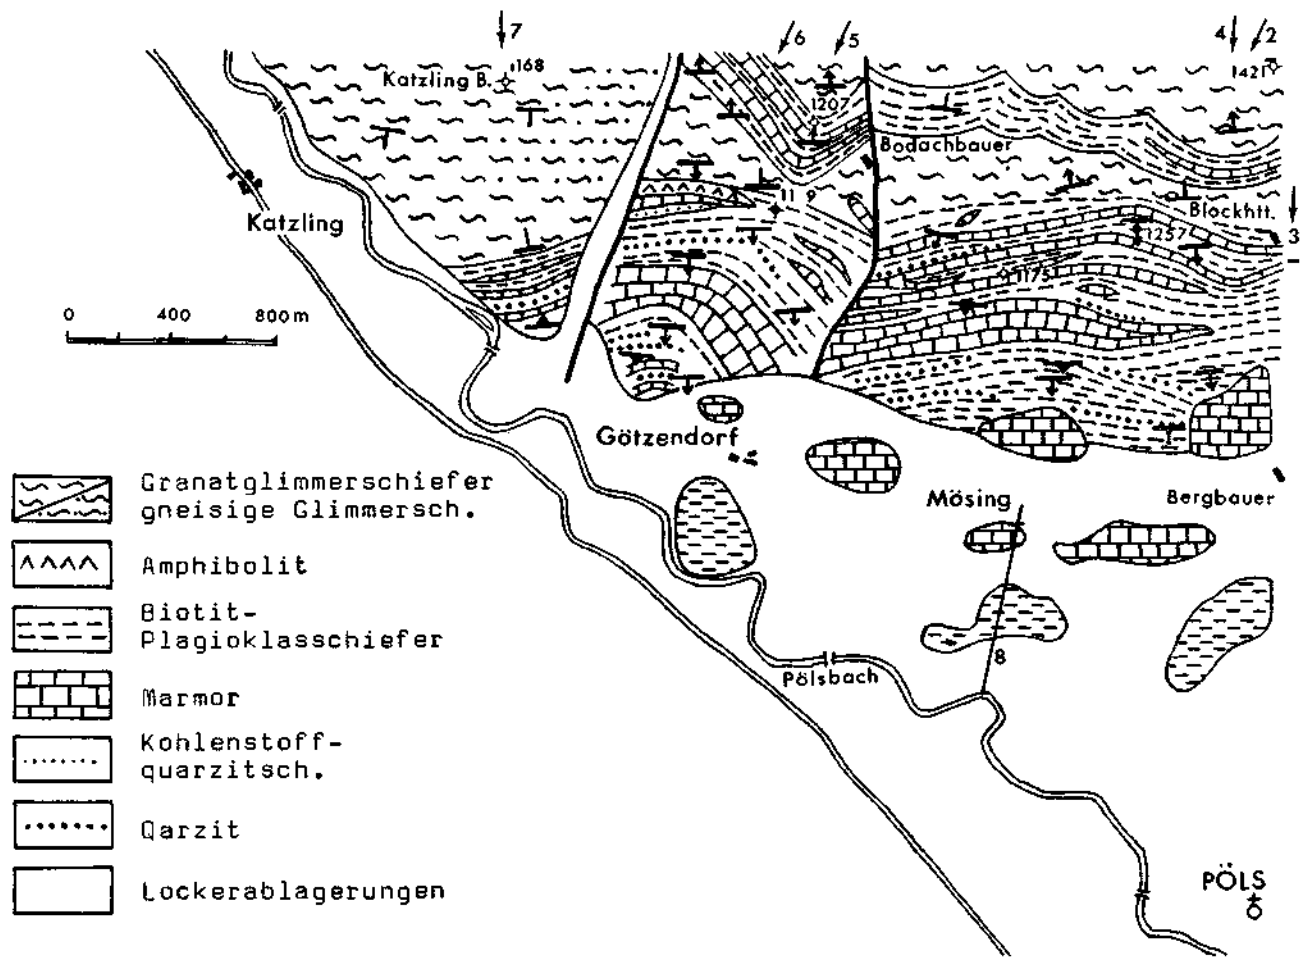 7
6
5
4
2
Katzling B.
168
1207
1421
Bodachbauer
Katzling
11 9
Blockhtt.
1257
3
1175
0 400 800m
Götzendorf
Mösing
Bergbauer
8
Pölsbach
PÖLS
Granatglimmerschiefer
gneisige Glimmersch.
Amphibolit
Biotit-
Plagioklasschiefer
Marmor
Kohlenstoff-
quarzitsch.
Qarzit
Lockerablagerungen